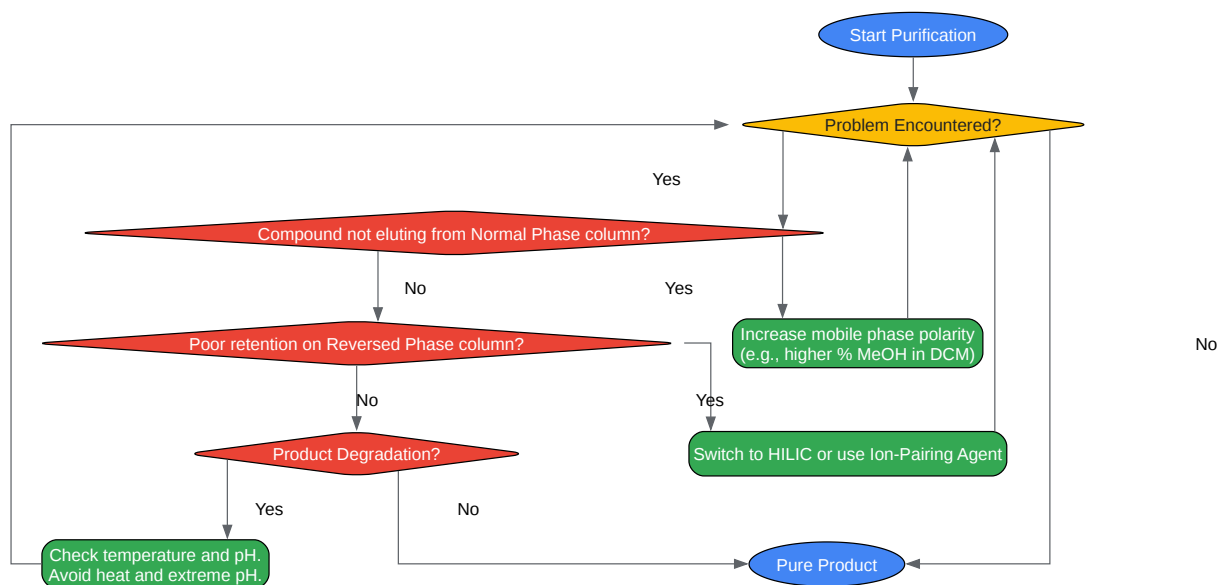 Start Purification
Problem Encountered?
Yes
Compound not eluting from Normal Phase column?
No
Yes
Increase mobile phase polarity
(e.g., higher % MeOH in DCM)
No
Poor retention on Reversed Phase column?
No
Yes
Product Degradation?
Switch to HILIC or use Ion-Pairing Agent
Yes
No
Check temperature and pH.
Avoid heat and extreme pH.
Pure Product